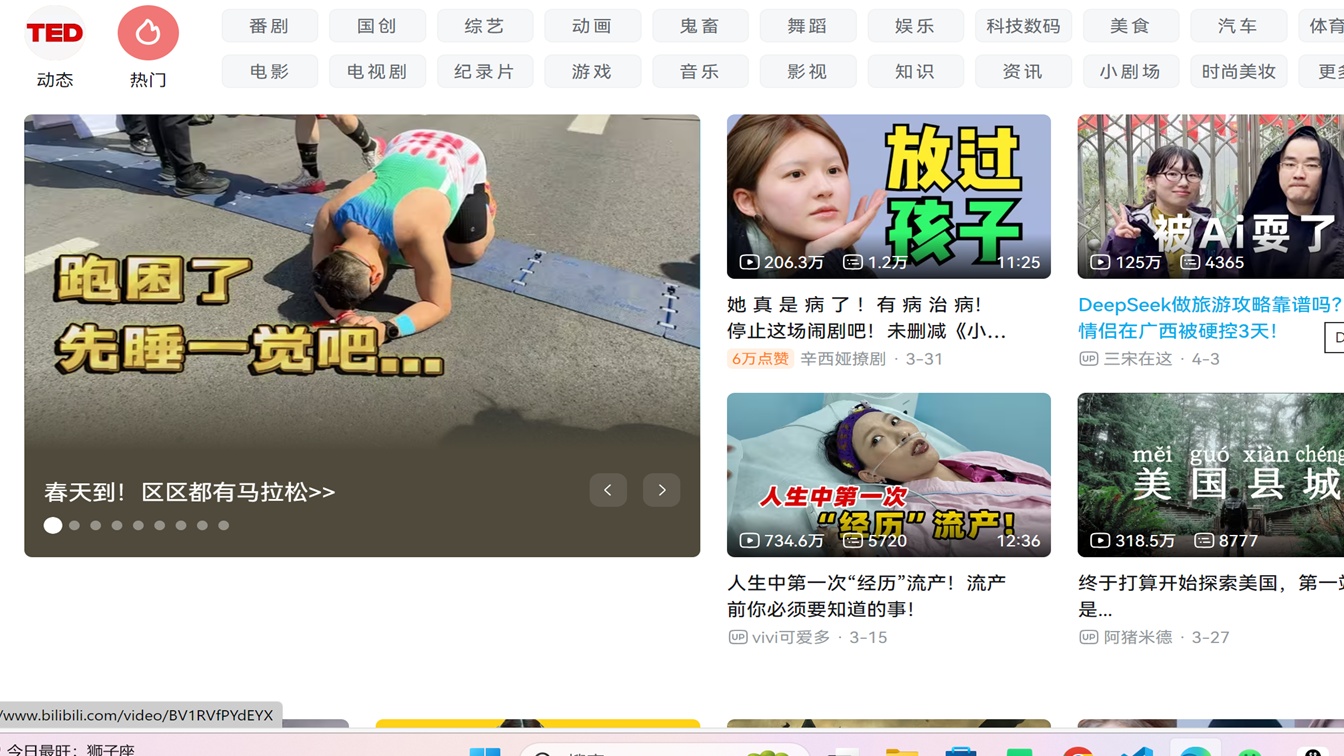 TED
动态
热门
番剧 国创 综艺 动画 鬼畜 舞蹈 娱乐 科技数码 美食 汽车 体育
电影 电视剧 纪录片 游戏 音乐 影视 知识 资讯 小剧场 时尚美妆 更多
跑困了
先睡一觉吧...
春天到！区区都有马拉松>>
放过
孩子
206.3万 1.2万 11:25
她真是病了！有病治病！
停止这场闹剧吧！未删减《小...
6万点赞 辛西娅撩剧 · 3-31
被Ai耍了
125万 4365
DeepSeek做旅游攻略靠谱吗？
情侣在广西被硬控3天！
UP 三宋在这 · 4-3
D
人生中第一次
“经历”流产！
734.6万 5720 12:36
人生中第一次“经历”流产！流产
前你必须要知道的事！
UP vivi可爱多 · 3-15
měi guó xiàn chéng
美国县城
318.5万 8777
终于打算开始探索美国，第一站
是...
UP 阿猪米德 · 3-27
/www.bilibili.com/video/BV1RVfPYdEYX
今日最旺：狮子座